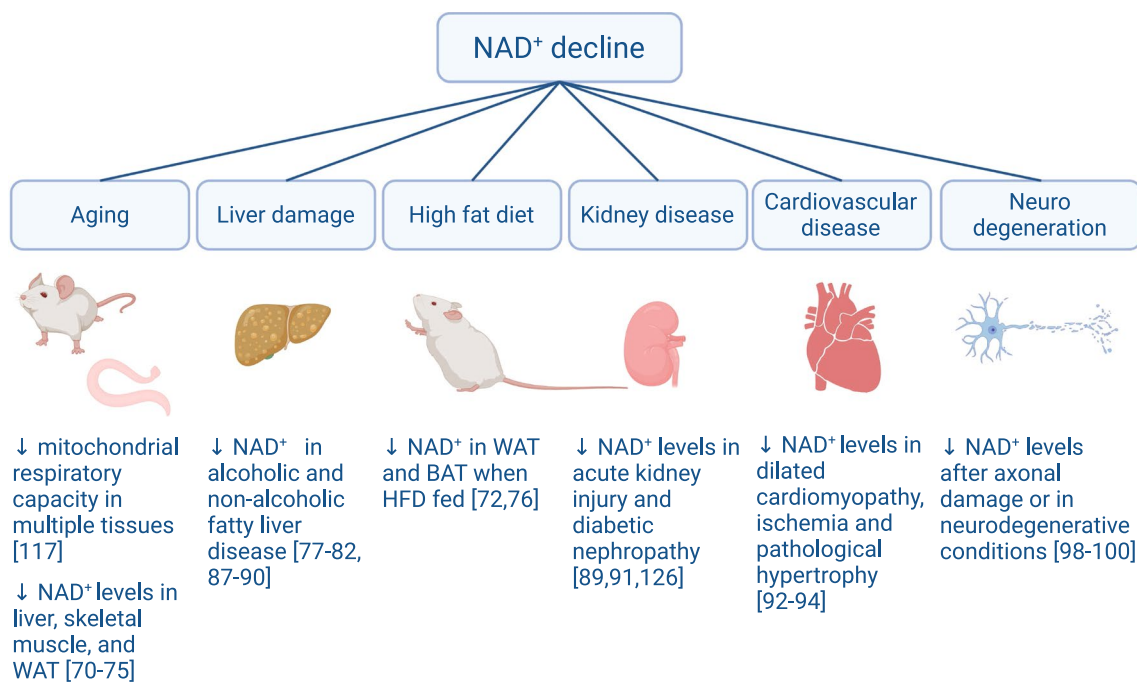 NAD⁺ decline
Aging
Liver damage
High fat diet
Kidney disease
Cardiovascular
disease
Neuro
degeneration
↓ mitochondrial
respiratory
capacity in
multiple tissues
[117]
↓ NAD⁺ levels in
liver, skeletal
muscle, and
WAT [70-75]
↓ NAD⁺ in
alcoholic and
non-alcoholic
fatty liver
disease [77-82,
87-90]
↓ NAD⁺ in WAT
and BAT when
HFD fed [72,76]
↓ NAD⁺ levels in
acute kidney
injury and
diabetic
nephropathy
[89,91,126]
↓ NAD⁺ levels in
dilated
cardiomyopathy,
ischemia and
pathological
hypertrophy
[92-94]
↓ NAD⁺ levels
after axonal
damage or in
neurodegenerative
conditions [98-100]